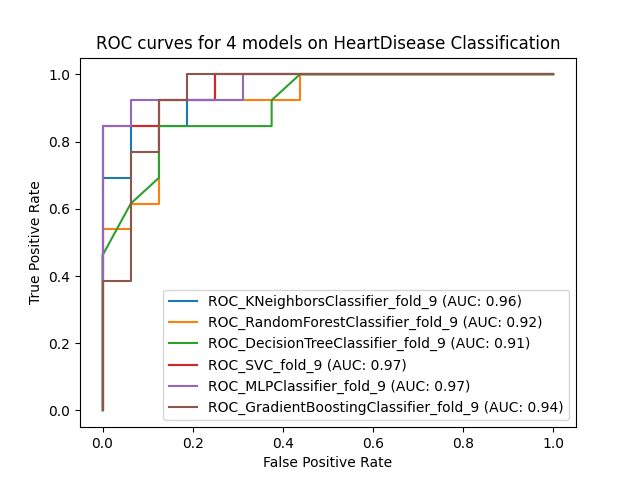 ROC curves for 4 models on HeartDisease Classification
True Positive Rate
1.0
0.8
0.6
0.4
0.2
0.0
ROC_KNeighborsClassifier_fold_9 (AUC: 0.96)
ROC_RandomForestClassifier_fold_9 (AUC: 0.92)
ROC_DecisionTreeClassifier_fold_9 (AUC: 0.91)
ROC_SVC_fold_9 (AUC: 0.97)
ROC_MLPClassifier_fold_9 (AUC: 0.97)
ROC_GradientBoostingClassifier_fold_9 (AUC: 0.94)
0.0 0.2 0.4 0.6 0.8 1.0
False Positive Rate